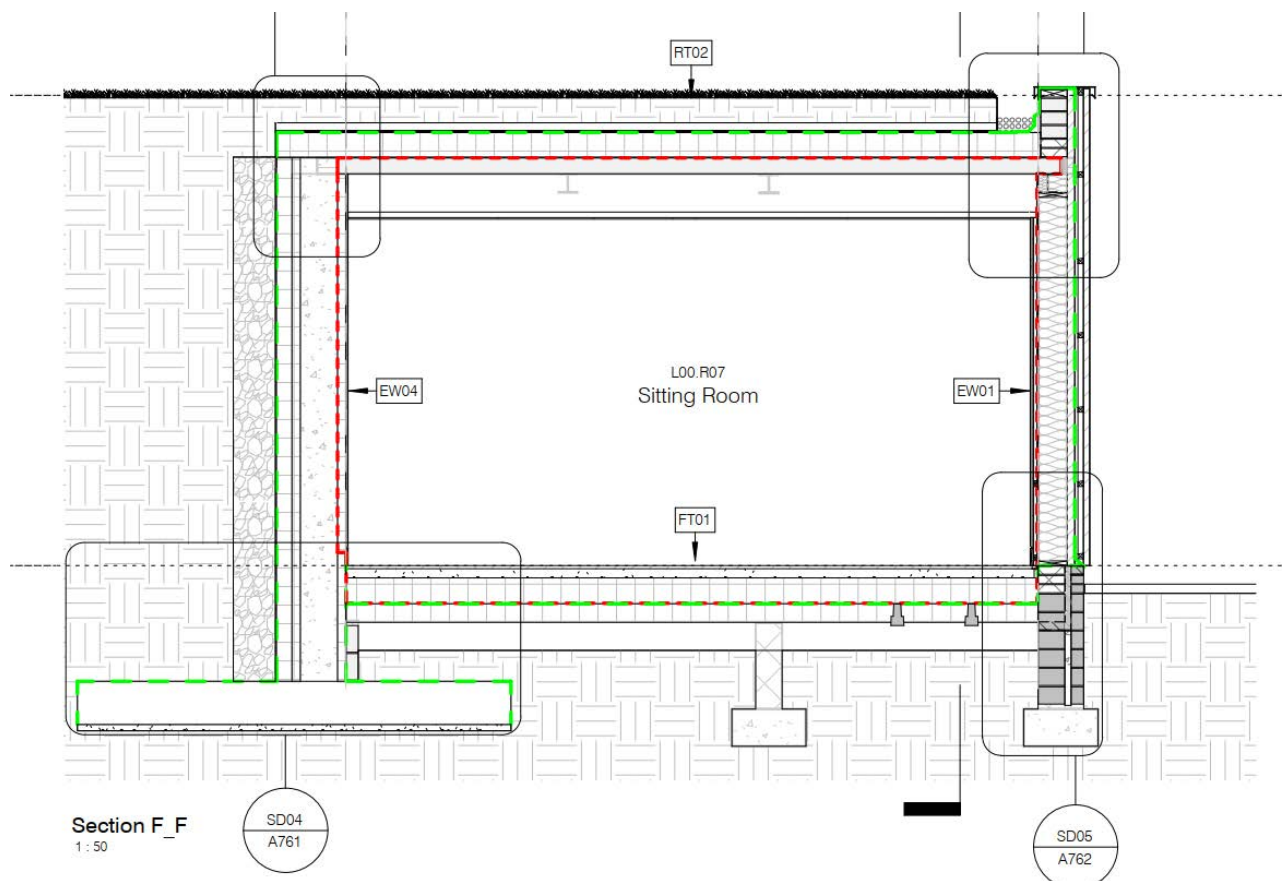 RT02
L00.R07
Sitting Room
EW04
EW01
FT01
Section F_F
1 : 50
SD04
A761
SD05
A762